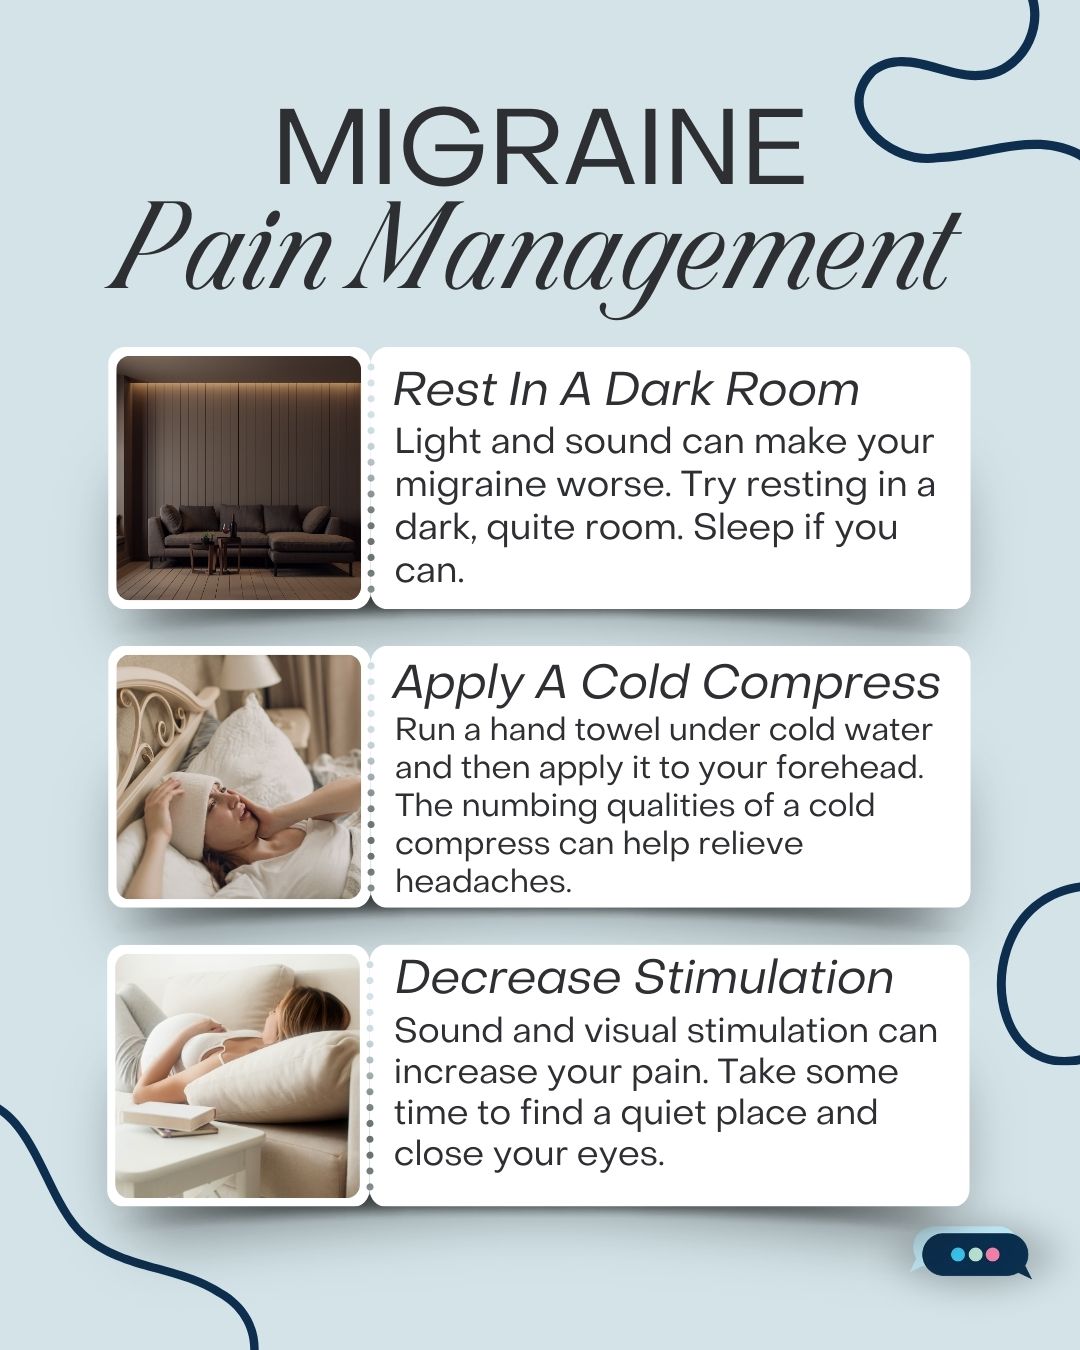 MIGRAINE
Pain Management
Rest In A Dark Room
Light and sound can make your
migraine worse. Try resting in a
dark, quite room. Sleep if you
can.
Apply A Cold Compress
Run a hand towel under cold water
and then apply it to your forehead.
The numbing qualities of a cold
compress can help relieve
headaches.
Decrease Stimulation
Sound and visual stimulation can
increase your pain. Take some
time to find a quiet place and
close your eyes.